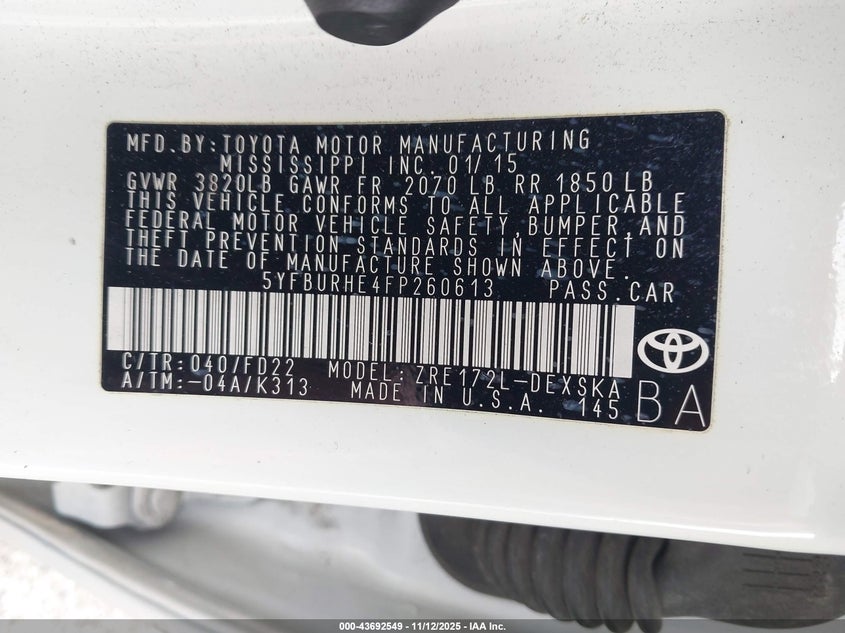 MFD. BY: TOYOTA MOTOR MANUFACTURING
MISSISSIPPI INC. 01/15
GVWR 3820LB GAWR FR 2070 LB RR 1850 LB
THIS VEHICLE CONFORMS TO ALL APPLICABLE
FEDERAL MOTOR VEHICLE SAFETY, BUMPER, AND
THEFT PREVENTION STANDARDS IN EFFECT ON
THE DATE OF MANUFACTURE SHOWN ABOVE.
5YFBURHE4FP260613 PASS. CAR
C/TR: 040/FD22 MODEL: ZRE172L-DEXSKA
A/TM: -04A/K313 MADE IN U.S.A. 145
BA
000-43692549 - 11/12/2025 - IAA Inc.